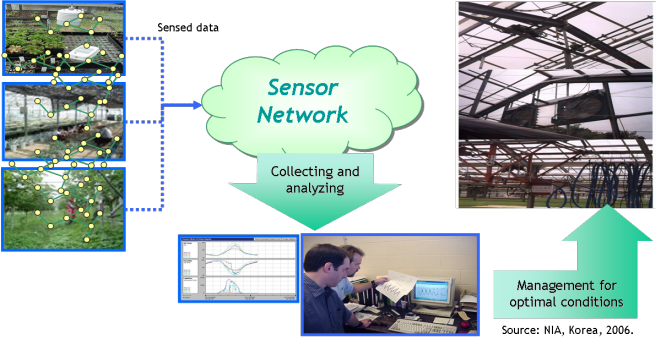 Sensed data
Sensor
Network
Collecting and
analyzing
Management for
optimal conditions
Source: NIA, Korea, 2006.